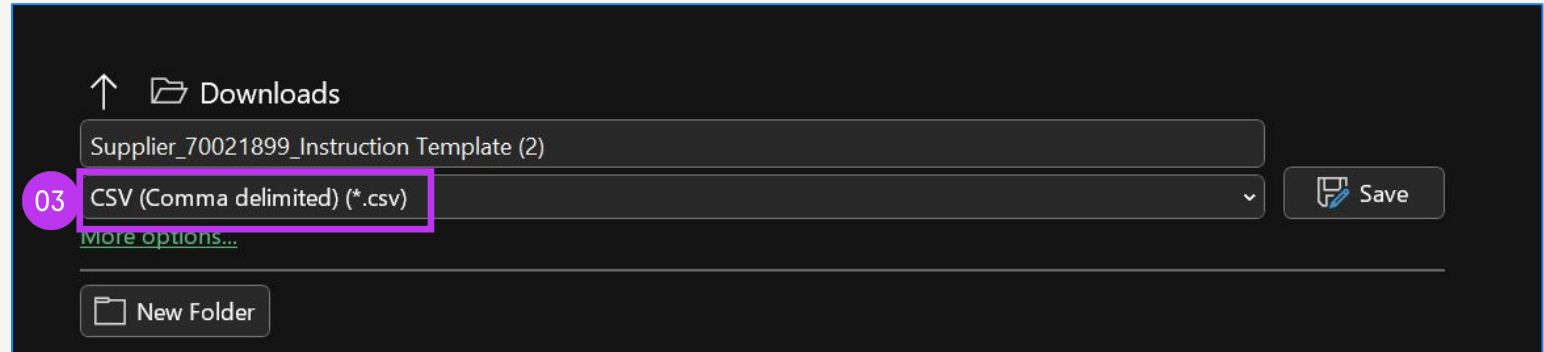 Downloads
Supplier_70021899_Instruction Template (2)
03 CSV (Comma delimited) (*.csv)
Save
More options...
New Folder